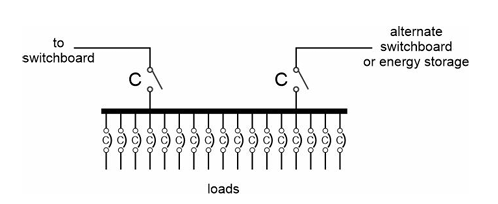 to
switchboard
alternate
switchboard
or energy storage
C
C
C C C C C C C C C C C C C C C C C
loads